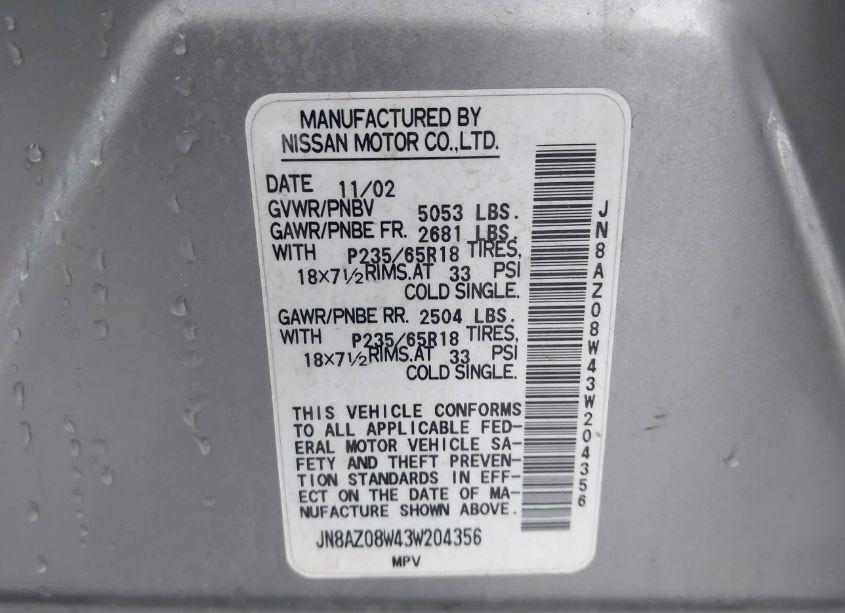 MANUFACTURED BY
NISSAN MOTOR CO.,LTD.
DATE 11/02
GVWR/PNBV 5053 LBS.
GAWR/PNBE FR. 2681 LBS.
WITH P235/65R18 TIRES,
18×7½ RIMS.AT 33 PSI
COLD SINGLE.
GAWR/PNBE RR. 2504 LBS.
WITH P235/65R18 TIRES,
18×7½ RIMS.AT 33 PSI
COLD SINGLE.
THIS VEHICLE CONFORMS
TO ALL APPLICABLE FED-
ERAL MOTOR VEHICLE SA-
FETY AND THEFT PREVEN-
TION STANDARDS IN EFF-
ECT ON THE DATE OF MA-
NUFACTURE SHOWN ABOVE.
JN8AZ08W43W204356
MPV
JN8AZ08W43W204356